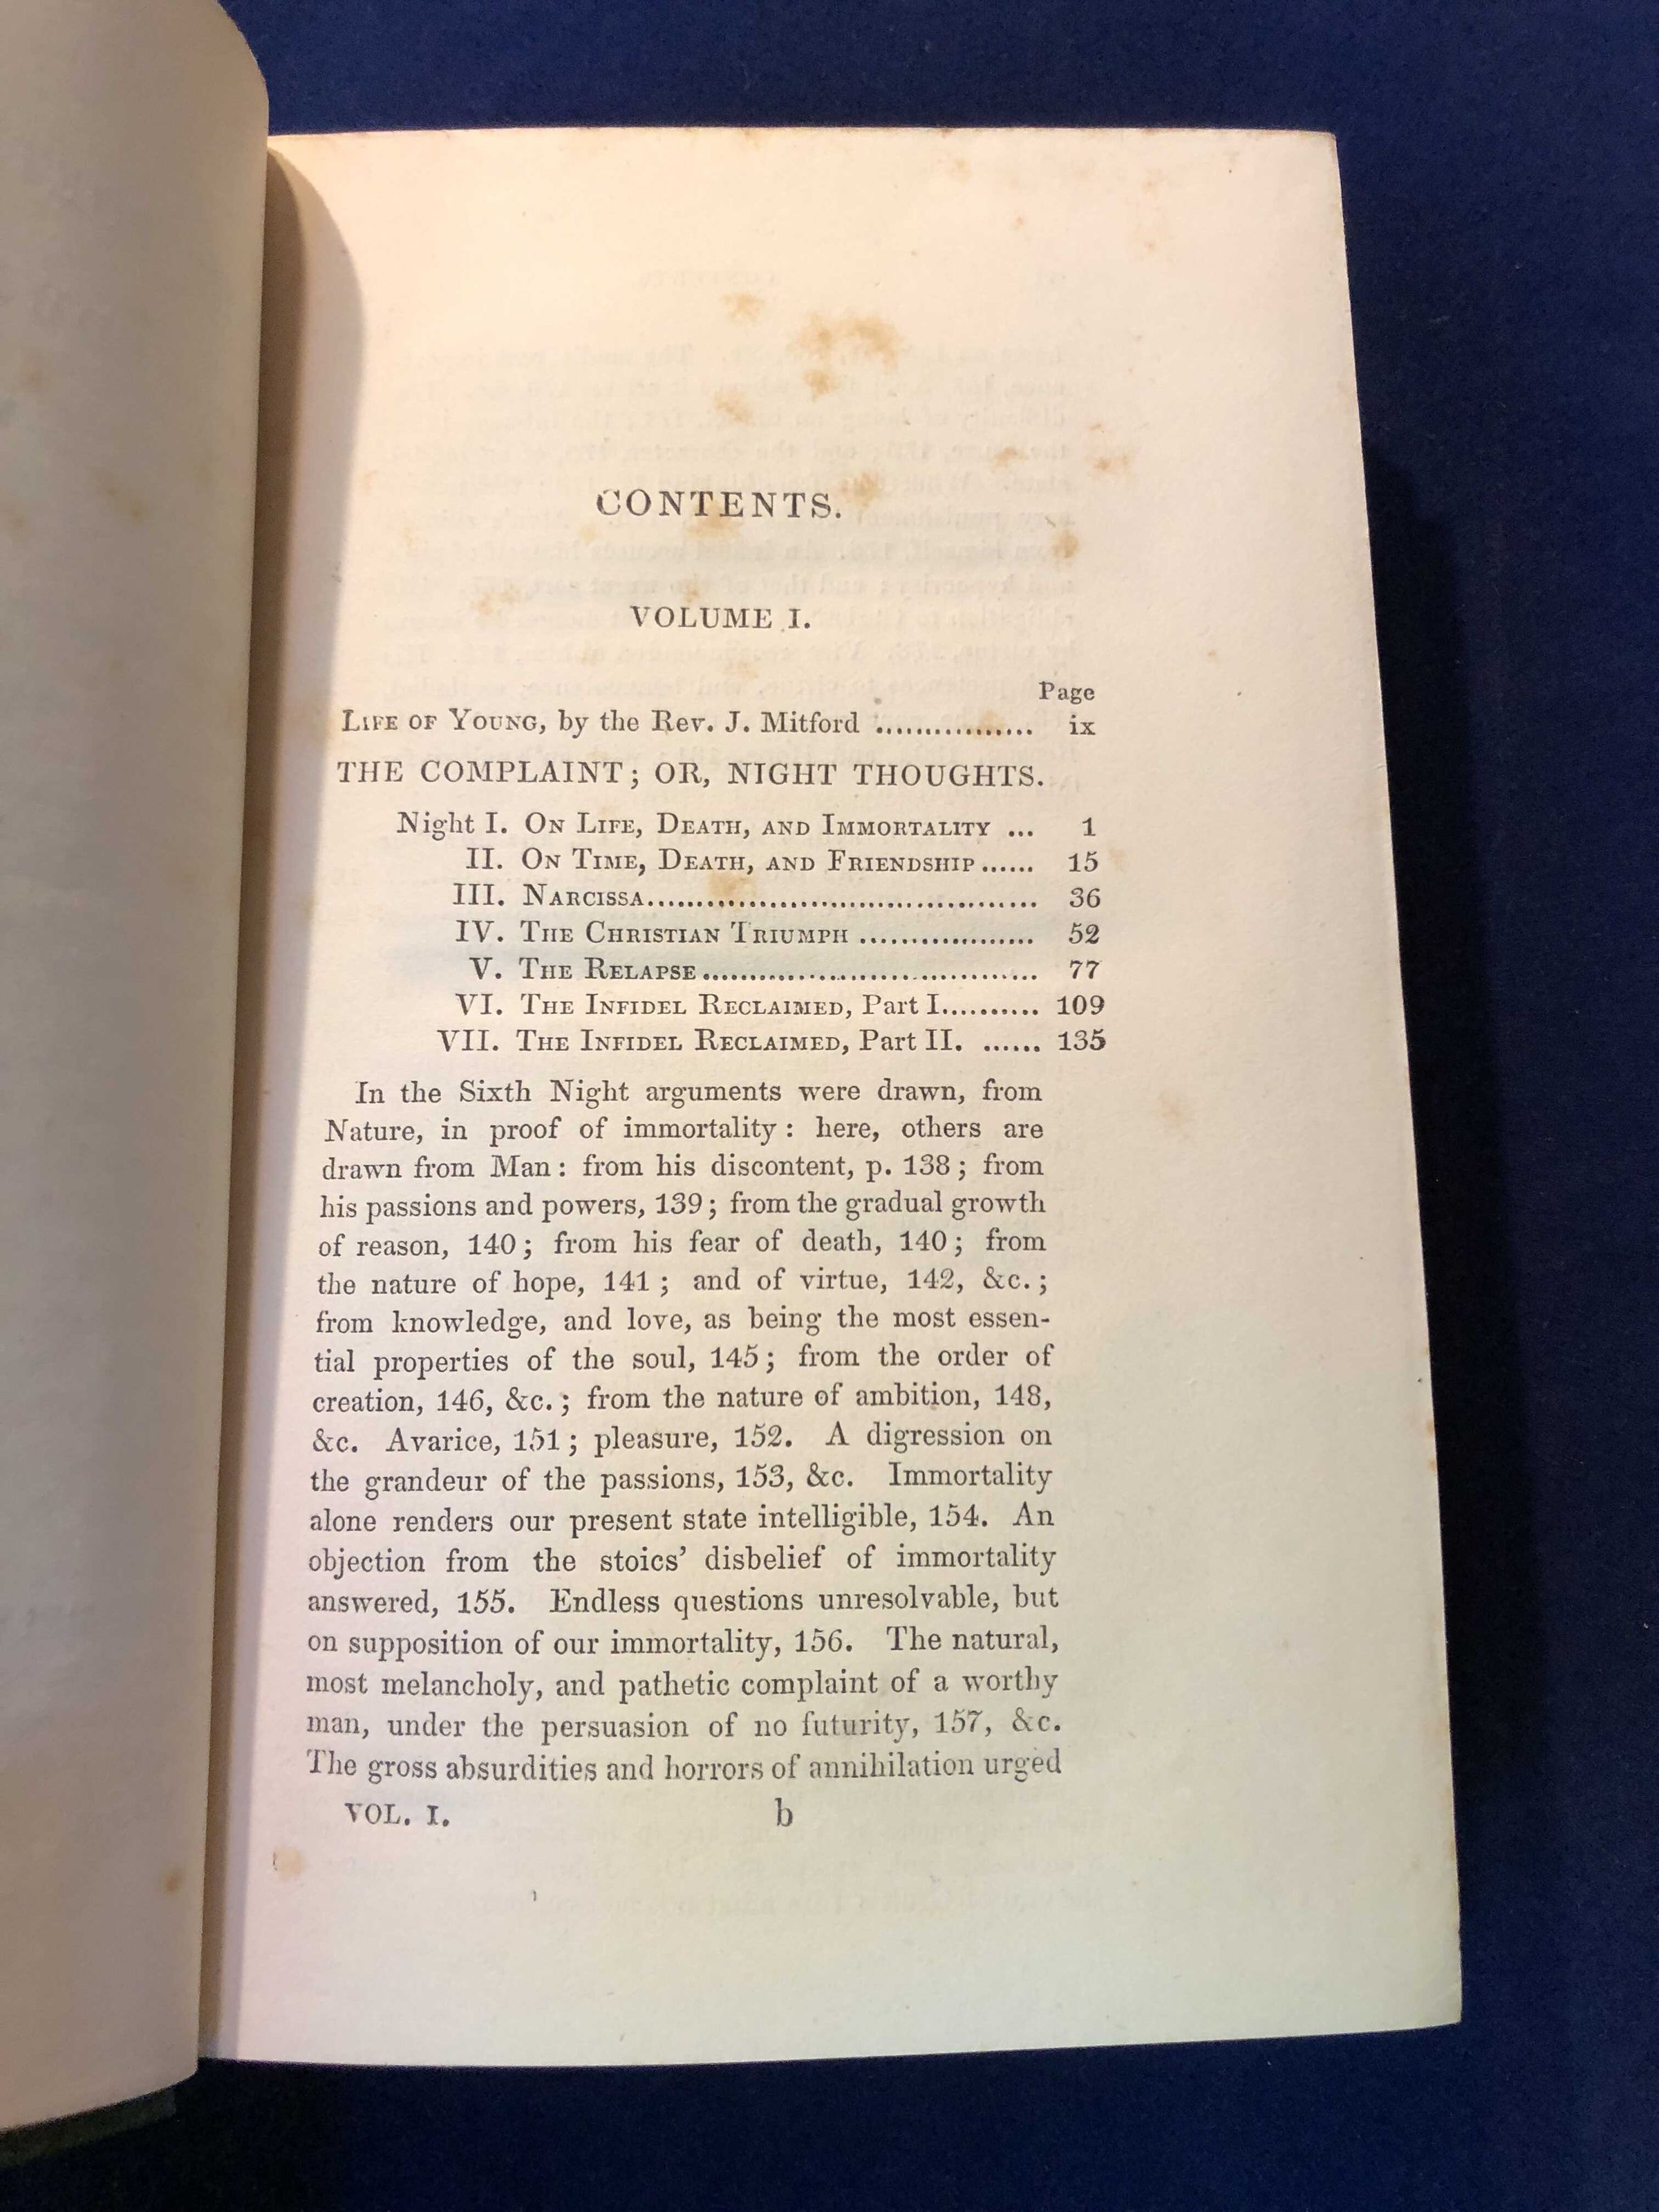 CONTENTS.
VOLUME I.
Page
LIFE OF YOUNG, by the Rev. J. Mitford ................ ix
THE COMPLAINT; OR, NIGHT THOUGHTS.
Night I. ON LIFE, DEATH, AND IMMORTALITY ... 1
II. ON TIME, DEATH, AND FRIENDSHIP ...... 15
III. NARCISSA........................................ 36
IV. THE CHRISTIAN TRIUMPH .................. 52
V. THE RELAPSE................................... 77
VI. THE INFIDEL RECLAIMED, Part I.......... 109
VII. THE INFIDEL RECLAIMED, Part II. ...... 135
In the Sixth Night arguments were drawn, from
Nature, in proof of immortality: here, others are
drawn from Man: from his discontent, p. 138; from
his passions and powers, 139; from the gradual growth
of reason, 140; from his fear of death, 140; from
the nature of hope, 141; and of virtue, 142, &c.;
from knowledge, and love, as being the most essen-
tial properties of the soul, 145; from the order of
creation, 146, &c.; from the nature of ambition, 148,
&c. Avarice, 151; pleasure, 152. A digression on
the grandeur of the passions, 153, &c. Immortality
alone renders our present state intelligible, 154. An
objection from the stoics' disbelief of immortality
answered, 155. Endless questions unresolvable, but
on supposition of our immortality, 156. The natural,
most melancholy, and pathetic complaint of a worthy
man, under the persuasion of no futurity, 157, &c.
The gross absurdities and horrors of annihilation urged
VOL. I. b